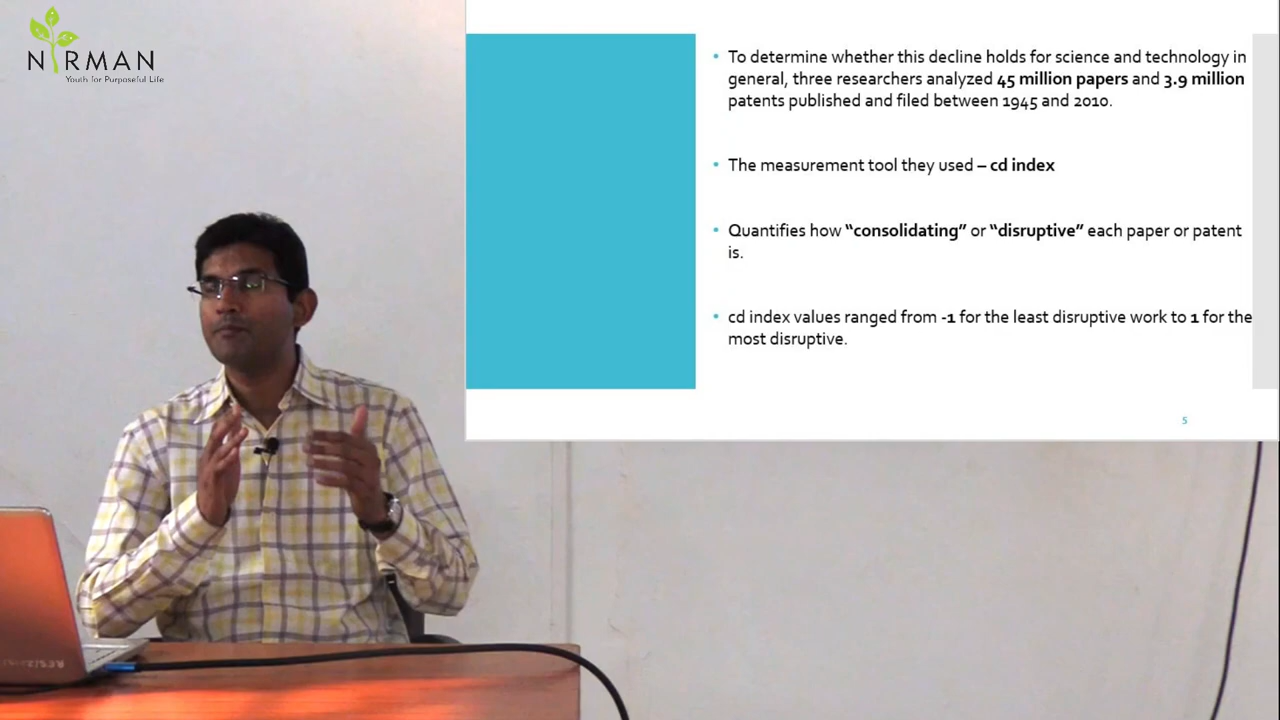 NIRMAN
Youth for Purposeful Life
• To determine whether this decline holds for science and technology in
general, three researchers analyzed 45 million papers and 3.9 million
patents published and filed between 1945 and 2010.
• The measurement tool they used – cd index
• Quantifies how “consolidating” or “disruptive” each paper or patent
is.
• cd index values ranged from -1 for the least disruptive work to 1 for the
most disruptive.
5